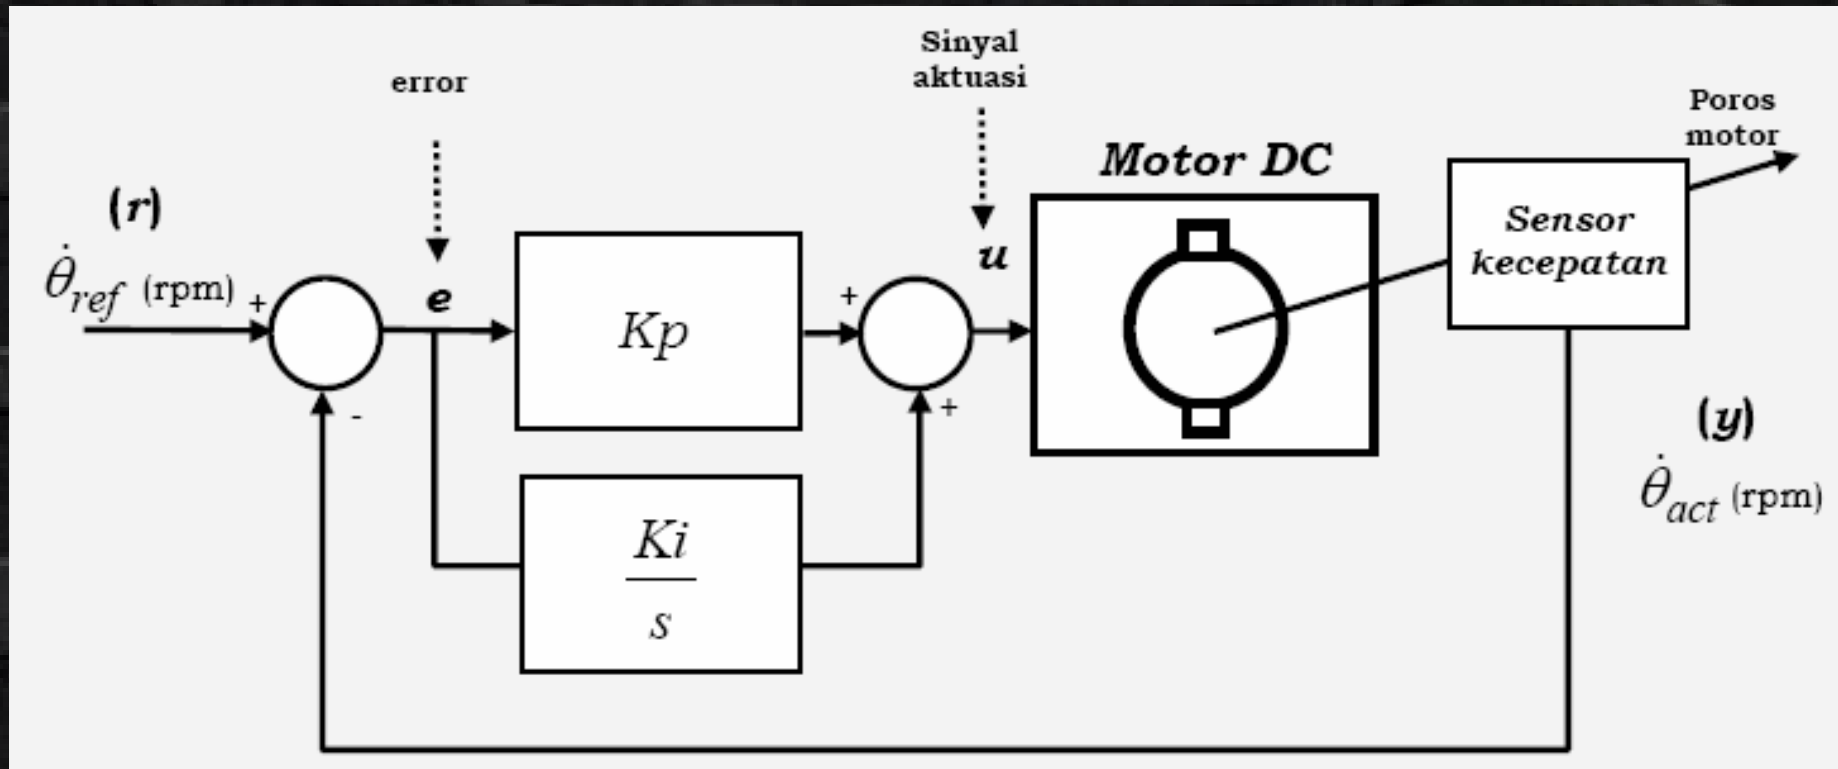 error
Sinyal
aktuasi
Poros
motor
Motor DC
(r)
θ̇ref (rpm)
+
-
e
Kp
Ki
s
+
+
u
Sensor
kecepatan
(y)
θ̇act (rpm)